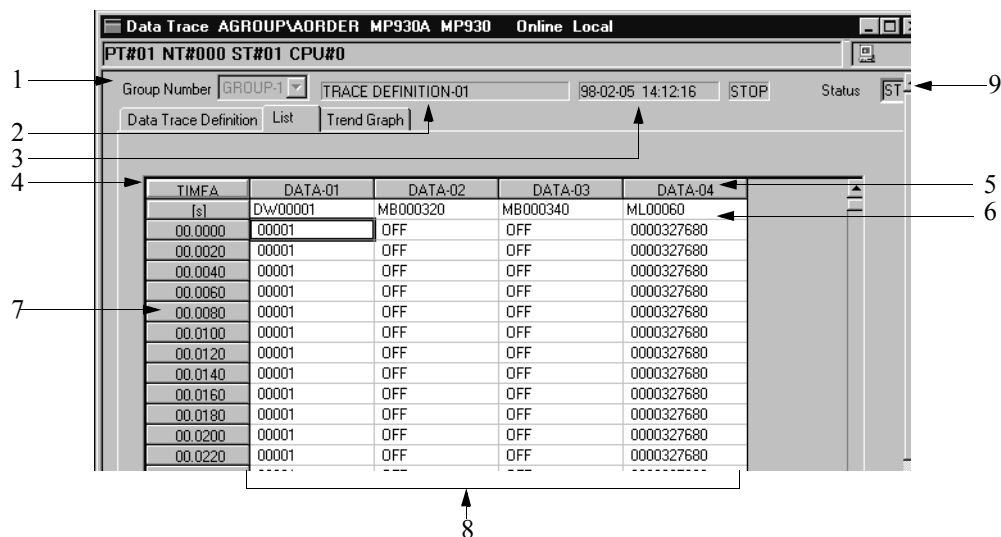 Data Trace AGROUP\AORDER MP930A MP930 Online Local
PT#01 NT#000 ST#01 CPU#0
1 Group Number GROUP-1 TRACE DEFINITION-01 98-02-05 14:12:16 STOP Status ST 9
Data Trace Definition List Trend Graph
2
3
4
TIMEA DATA-01 DATA-02 DATA-03 DATA-04 5
[s] DW00001 MB000320 MB000340 ML00060 6
00.0000 00001 OFF OFF 0000327680
00.0020 00001 OFF OFF 0000327680
00.0040 00001 OFF OFF 0000327680
00.0060 00001 OFF OFF 0000327680
7 00.0080 00001 OFF OFF 0000327680
00.0100 00001 OFF OFF 0000327680
00.0120 00001 OFF OFF 0000327680
00.0140 00001 OFF OFF 0000327680
00.0160 00001 OFF OFF 0000327680
00.0180 00001 OFF OFF 0000327680
00.0200 00001 OFF OFF 0000327680
00.0220 00001 OFF OFF 0000327680
8